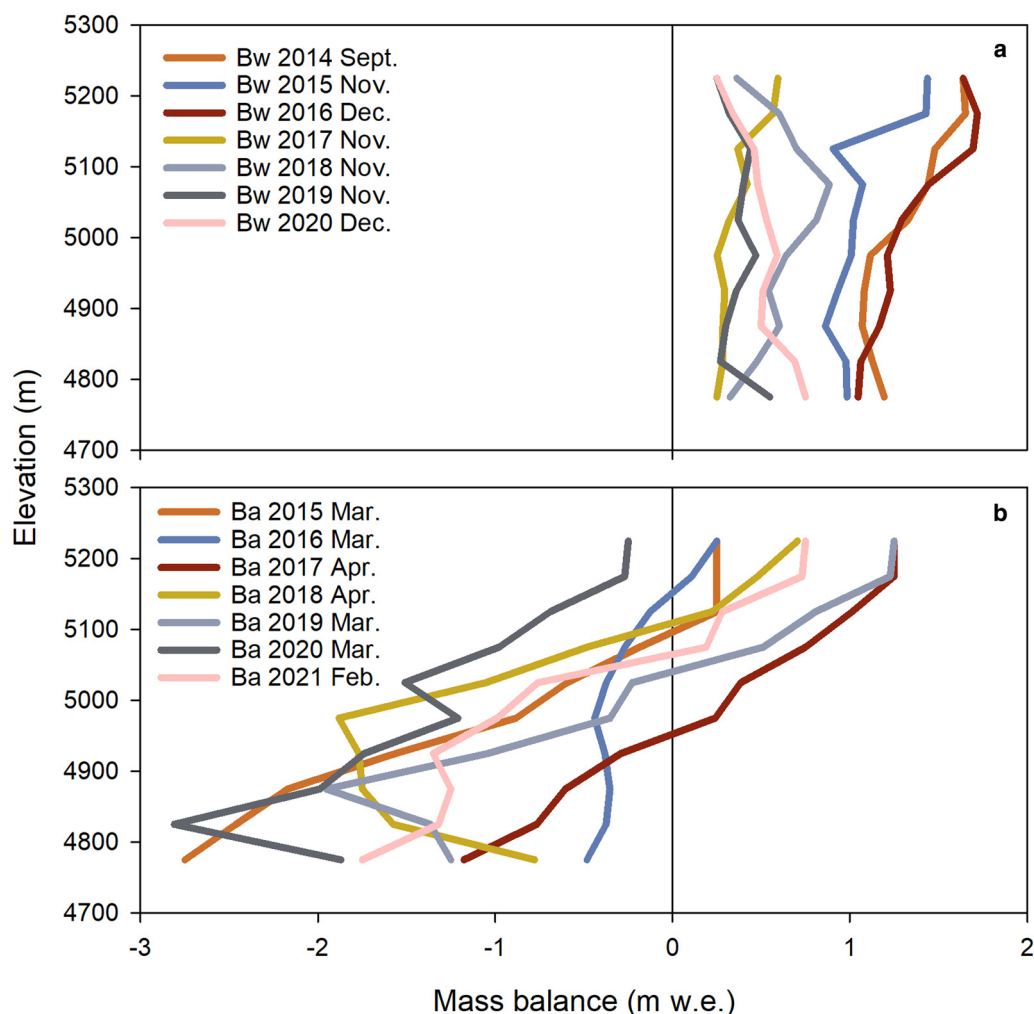 5300
5200
5100
5000
4900
4800
4700
a
Bw 2014 Sept.
Bw 2015 Nov.
Bw 2016 Dec.
Bw 2017 Nov.
Bw 2018 Nov.
Bw 2019 Nov.
Bw 2020 Dec.
Elevation (m)
5300
5200
5100
5000
4900
4800
4700
b
Ba 2015 Mar.
Ba 2016 Mar.
Ba 2017 Apr.
Ba 2018 Apr.
Ba 2019 Mar.
Ba 2020 Mar.
Ba 2021 Feb.
-3 -2 -1 0 1 2
Mass balance (m w.e.)